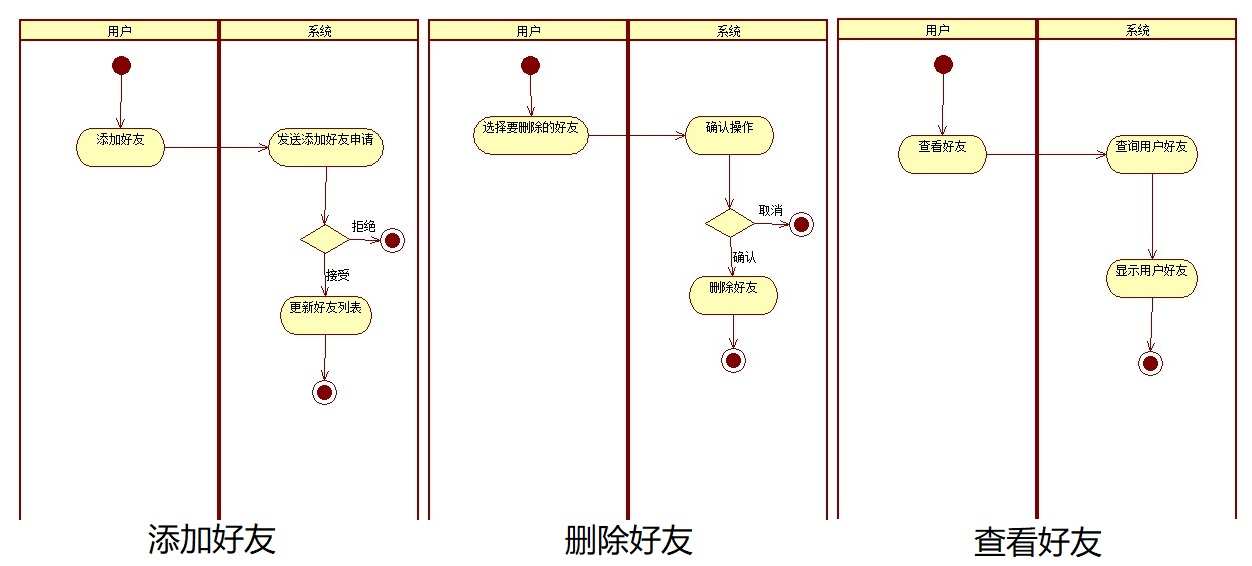 用户
系统
添加好友
发送添加好友申请
拒绝
接受
更新好友列表
添加好友
用户
系统
选择要删除的好友
确认操作
取消
确认
删除好友
删除好友
用户
系统
查看好友
查询用户好友
显示用户好友
查看好友